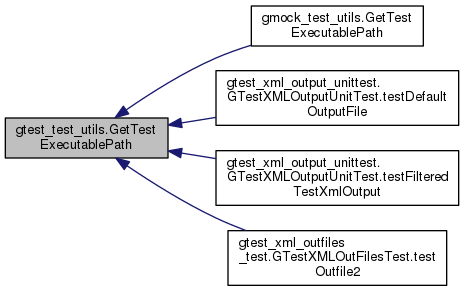 gmock_test_utils.GetTest
ExecutablePath
gtest_xml_output_unittest.
GTestXMLOutputUnitTest.testDefault
OutputFile
gtest_test_utils.GetTest
ExecutablePath
gtest_xml_output_unittest.
GTestXMLOutputUnitTest.testFiltered
TestXmlOutput
gtest_xml_outfiles
_test.GTestXMLOutFilesTest.test
Outfile2